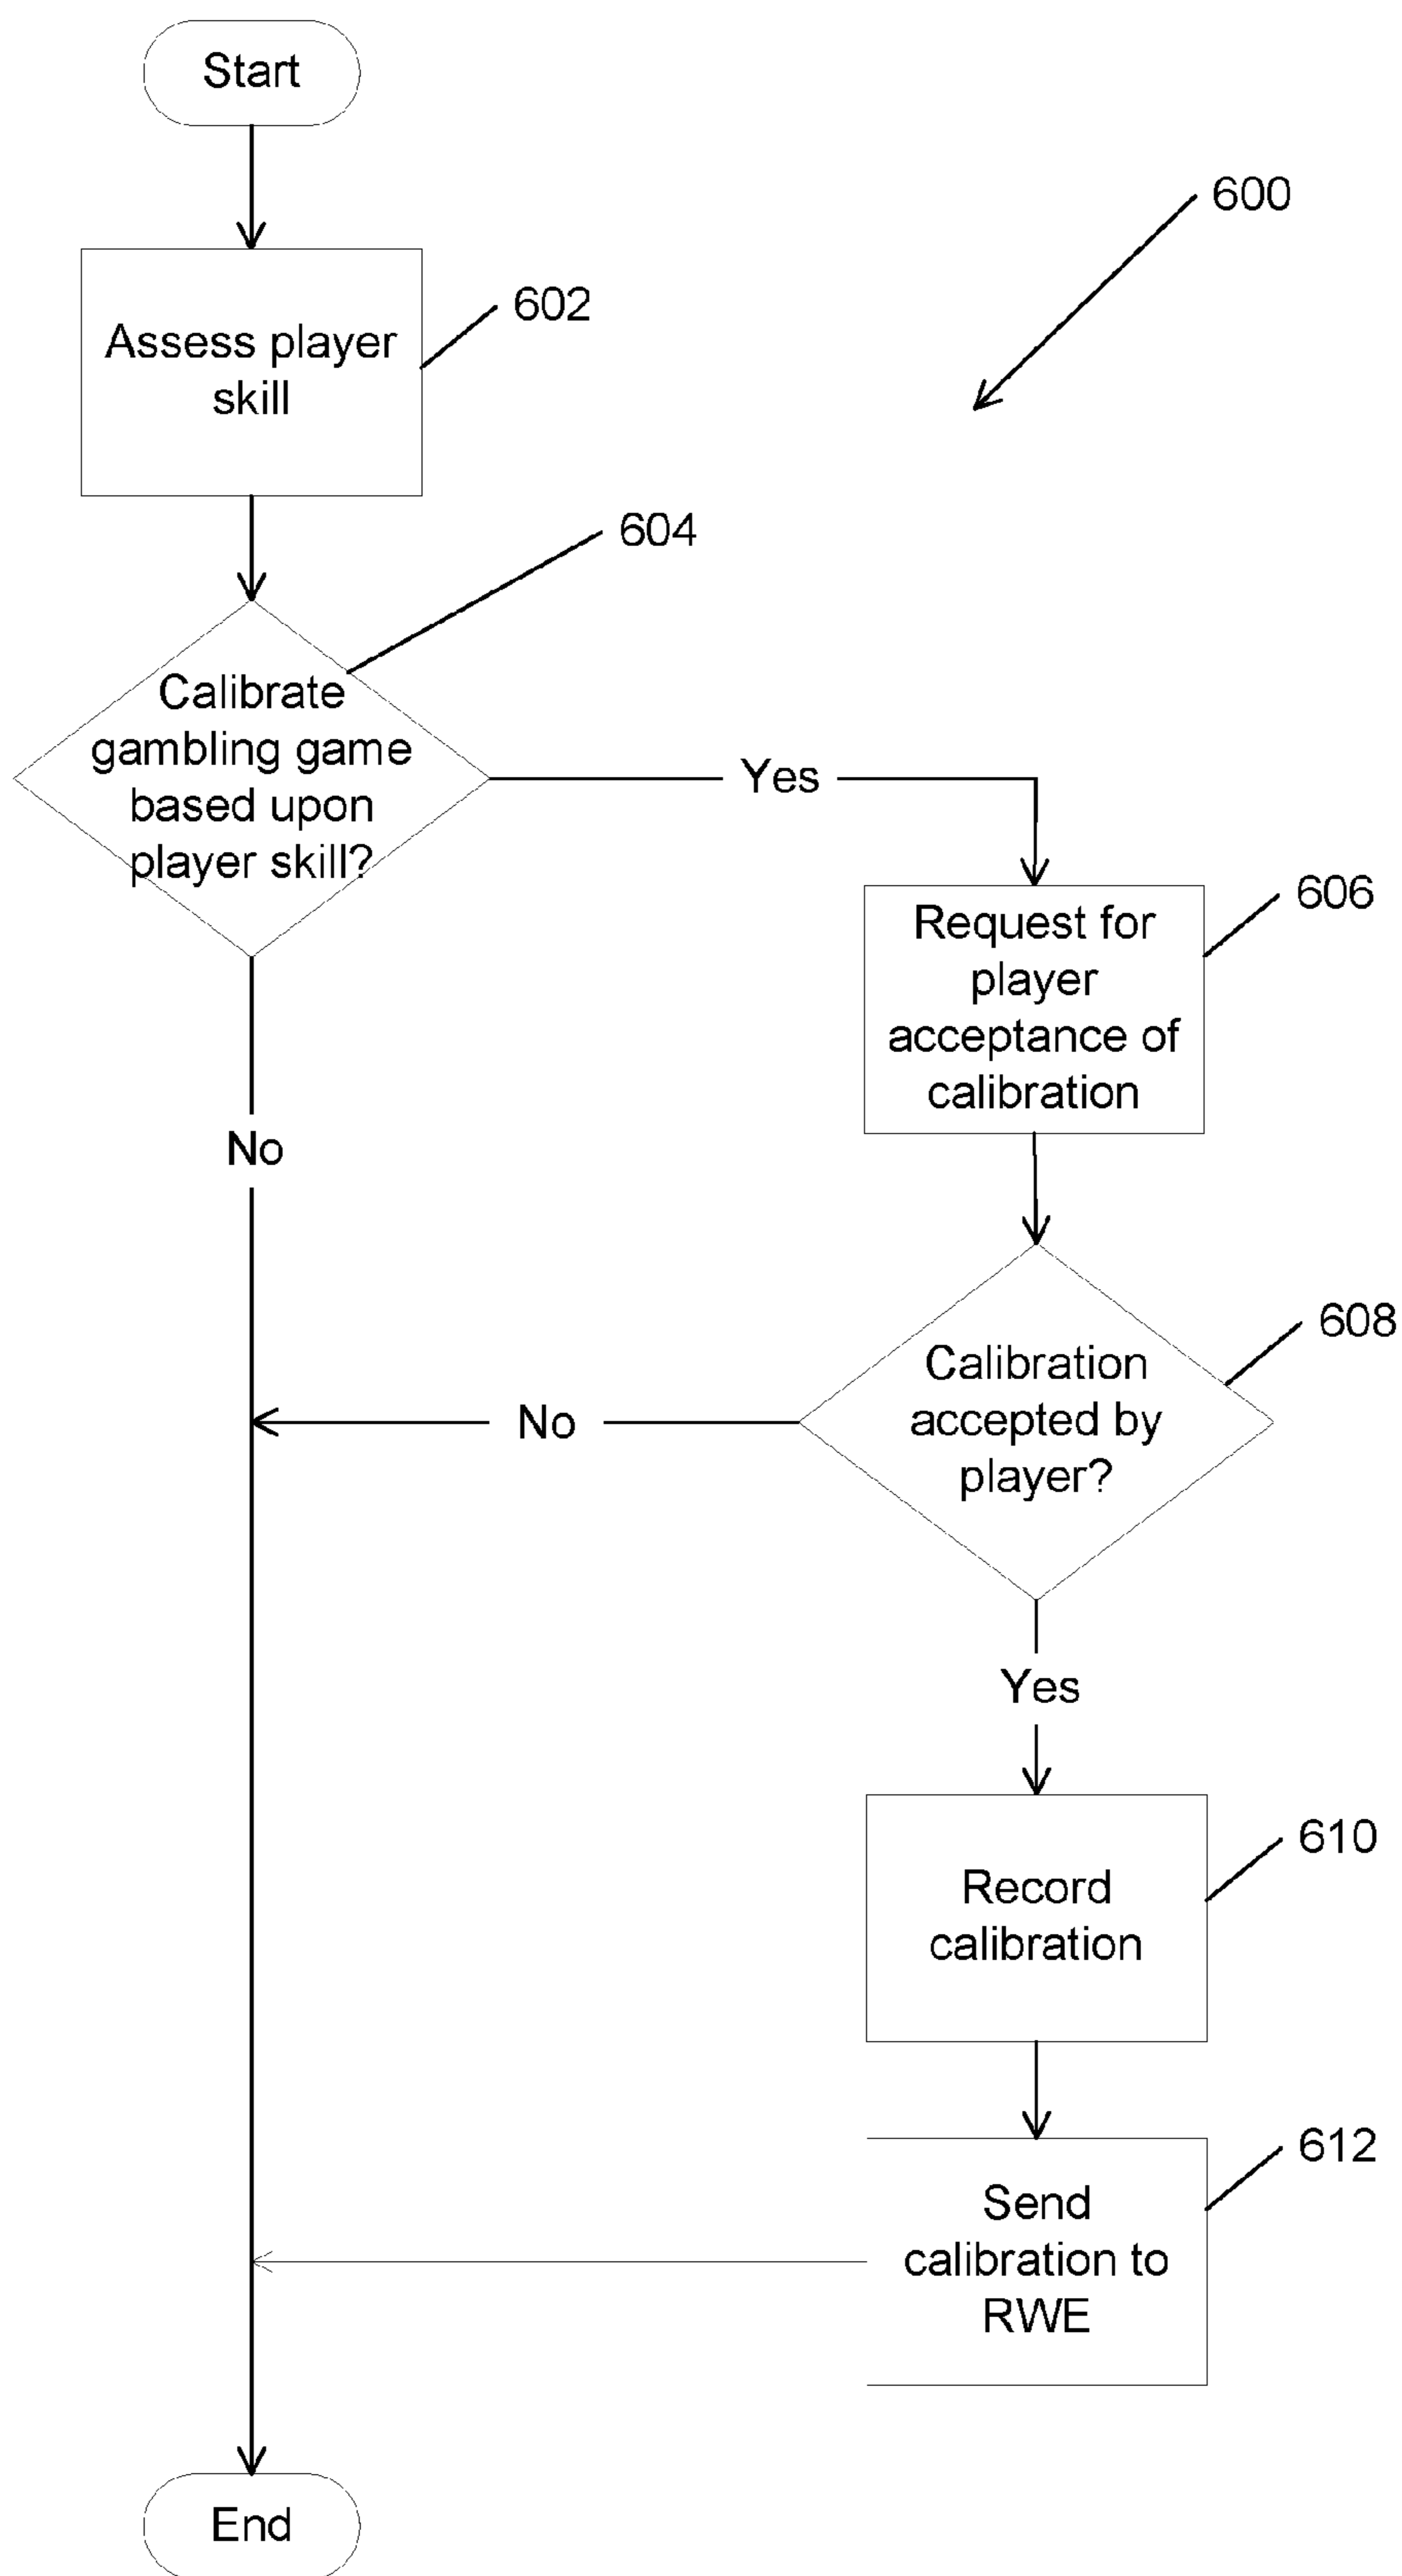 Start
600
602
Assess player
skill
604
Calibrate
gambling game
based upon
player skill?
Yes
606
Request for
player
acceptance of
calibration
No
608
Calibration
accepted by
player?
No
Yes
610
Record
calibration
612
Send
calibration to
RWE
End